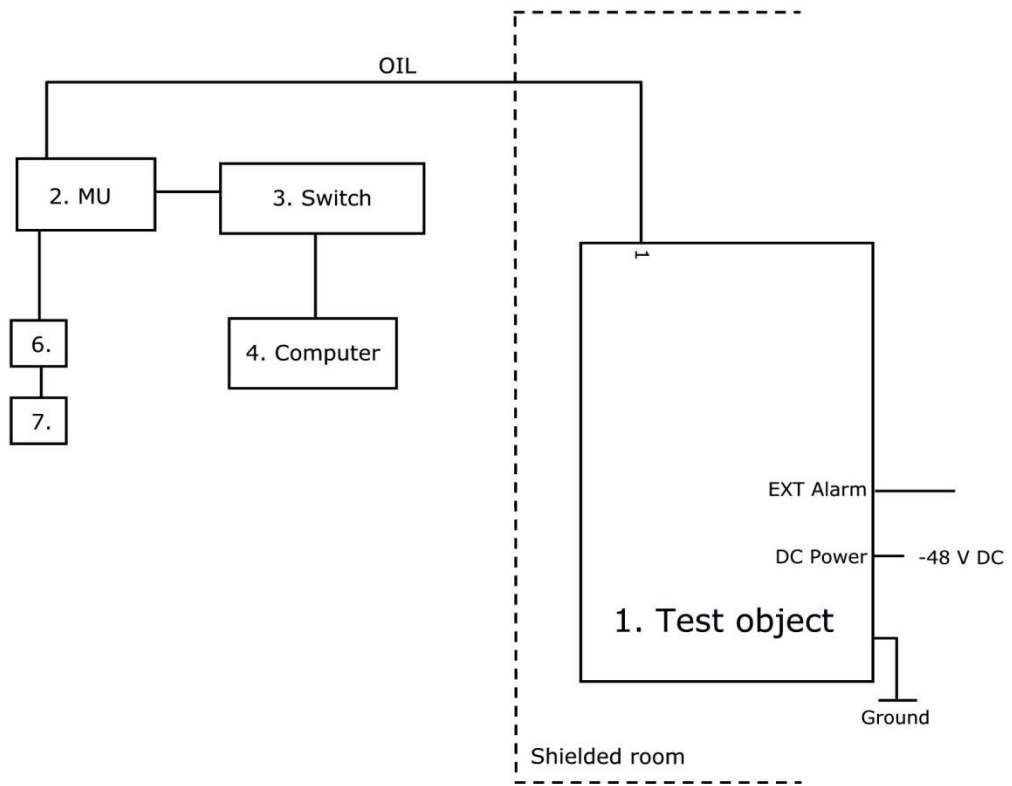 OIL
2. MU
3. Switch
4. Computer
6.
7.
1
EXT Alarm
DC Power
-48 V DC
1. Test object
Ground
Shielded room